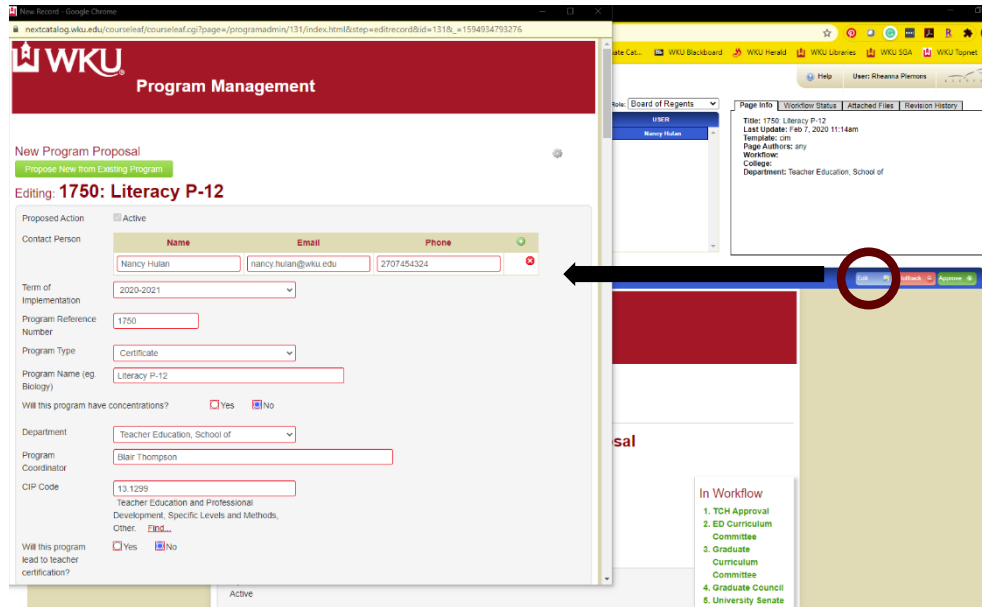 New Record - Google Chrome
nextcatalog.wku.edu/courseleaf/courseleaf.cgi?page=/programadmin/131/index.html&step=editrecord&id=131&_=1594934793276
WKU
Program Management
New Program Proposal
Propose New from Existing Program
Editing: 1750: Literacy P-12
Proposed Action
Active
Contact Person
Name Email Phone
Nancy Hulan nancy.hulan@wku.edu 2707454324
Term of Implementation
2020-2021
Program Reference Number
1750
Program Type
Certificate
Program Name (eg. Biology)
Literacy P-12
Will this program have concentrations? Yes No
Department
Teacher Education, School of
Program Coordinator
Blair Thompson
CIP Code
13.1299
Teacher Education and Professional
Development, Specific Levels and Methods,
Other. Find...
Will this program lead to teacher certification?
Yes No
ate Cat... WKU Blackboard WKU Herald WKU Libraries WKU SGA WKU Topnet
Help User: Rheanna Plemons
Role: Board of Regents
USER
Nancy Hulan
Page Info Workflow Status Attached Files Revision History
Title: 1750: Literacy P-12
Last Update: Feb 7, 2020 11:14am
Template: cim
Page Authors: any
Workflow:
College:
Department: Teacher Education, School of
Edit Rollback Approve
sal
In Workflow
1. TCH Approval
2. ED Curriculum
Committee
3. Graduate
Curriculum
Committee
4. Graduate Council
5. University Senate
Active